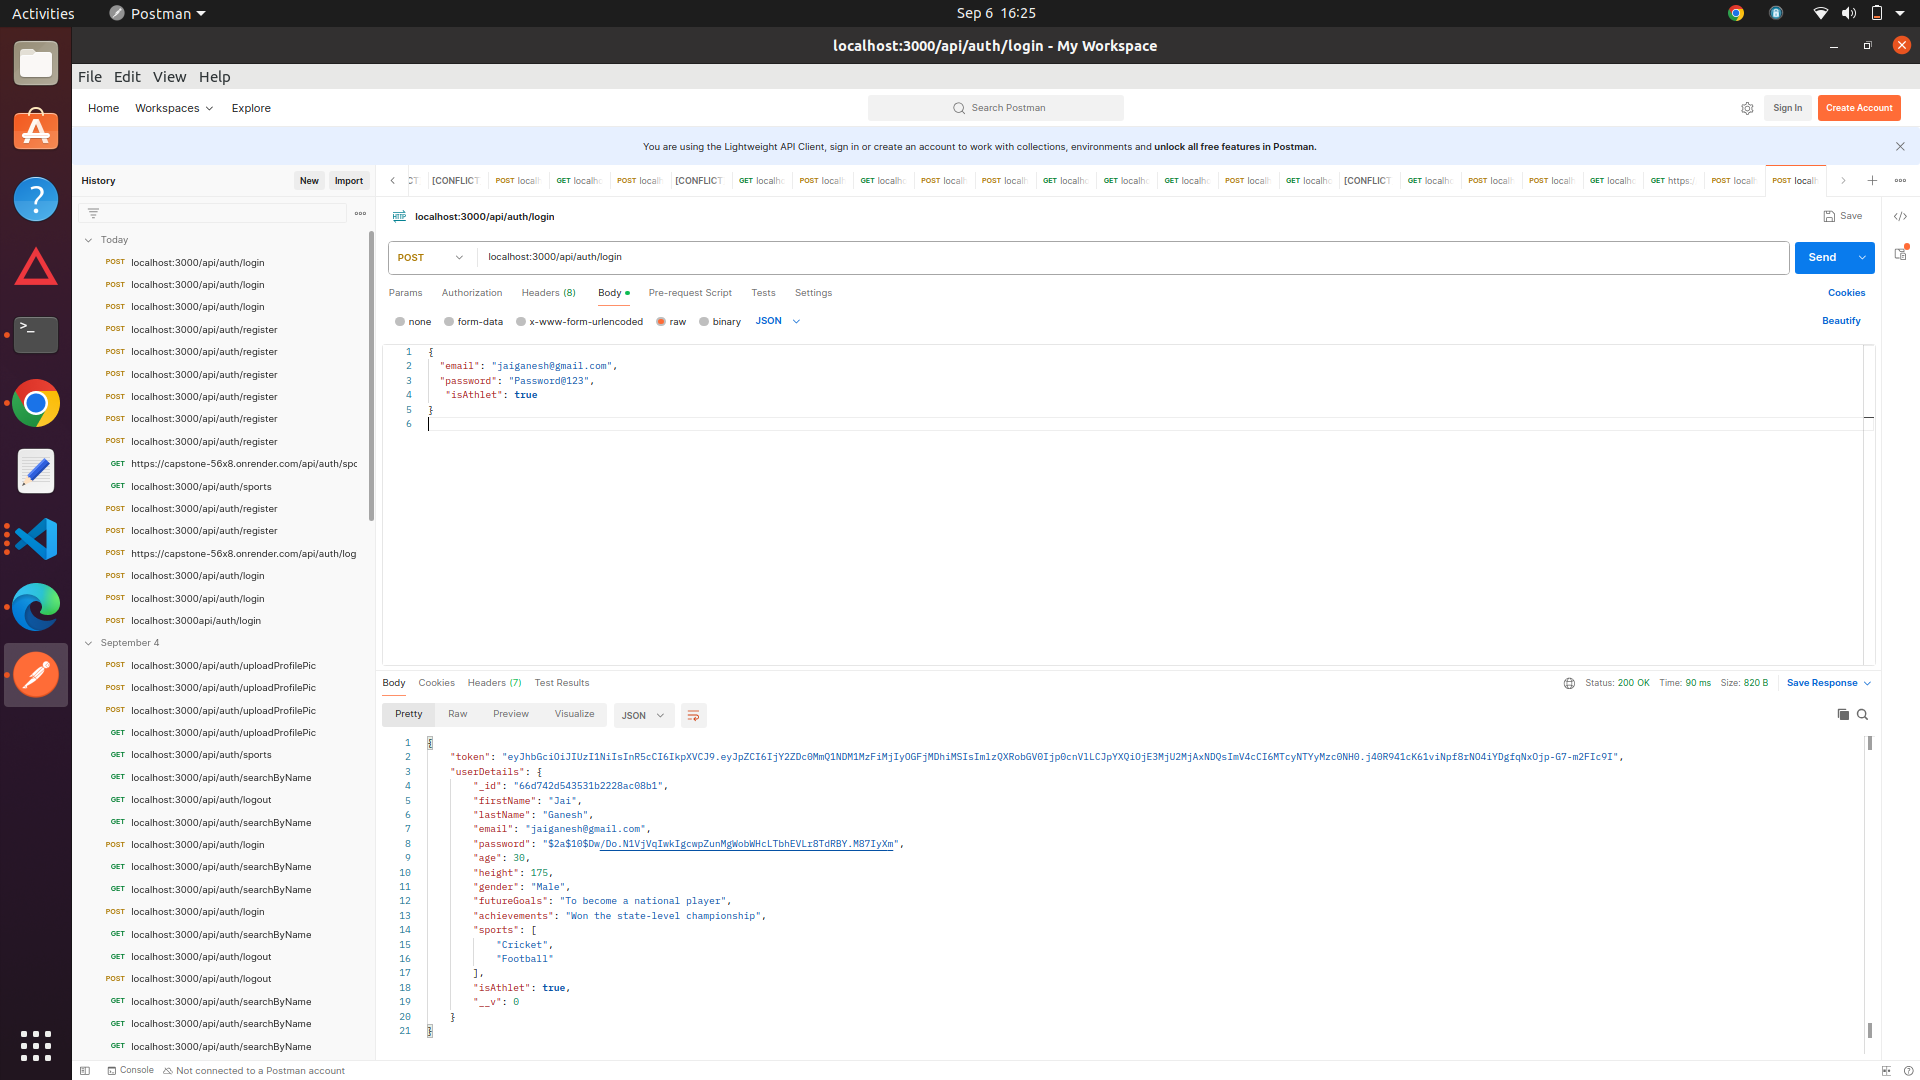 Activities
Postman
Sep 6 16:25
localhost:3000/api/auth/login - My Workspace
File Edit View Help
Home Workspaces Explore
Search Postman
Sign In
Create Account
You are using the Lightweight API Client, sign in or create an account to work with collections, environments and unlock all free features in Postman.
History
New
Import
[CONFLICT POST local GET localho POST local [CONFLICT GET localho POST local GET localho POST local POST local GET localho GET localho GET localho POST local GET localho [CONFLICT GET localho POST local POST local GET localho GET https: POST local POST local
Today
POST localhost:3000/api/auth/login
POST localhost:3000/api/auth/login
POST localhost:3000/api/auth/login
POST localhost:3000/api/auth/register
POST localhost:3000/api/auth/register
POST localhost:3000/api/auth/register
POST localhost:3000/api/auth/register
POST localhost:3000/api/auth/register
POST localhost:3000/api/auth/register
GET https://capstone-56x8.onrender.com/api/auth/spo
GET localhost:3000/api/auth/sports
POST localhost:3000/api/auth/register
POST localhost:3000/api/auth/register
POST https://capstone-56x8.onrender.com/api/auth/log
POST localhost:3000/api/auth/login
POST localhost:3000/api/auth/login
POST localhost:3000api/auth/login
September 4
POST localhost:3000/api/auth/uploadProfilePic
POST localhost:3000/api/auth/uploadProfilePic
POST localhost:3000/api/auth/uploadProfilePic
GET localhost:3000/api/auth/uploadProfilePic
GET localhost:3000/api/auth/sports
GET localhost:3000/api/auth/searchByName
GET localhost:3000/api/auth/logout
GET localhost:3000/api/auth/searchByName
POST localhost:3000/api/auth/login
GET localhost:3000/api/auth/searchByName
GET localhost:3000/api/auth/searchByName
POST localhost:3000/api/auth/login
GET localhost:3000/api/auth/searchByName
GET localhost:3000/api/auth/logout
POST localhost:3000/api/auth/logout
GET localhost:3000/api/auth/searchByName
GET localhost:3000/api/auth/searchByName
GET localhost:3000/api/auth/searchByName
HTTP localhost:3000/api/auth/login
Save
POST localhost:3000/api/auth/login
Send
Params Authorization Headers (8) Body Pre-request Script Tests Settings
Cookies
none form-data x-www-form-urlencoded raw binary JSON
Beautify
1 {
2 "email": "jaiganesh@gmail.com",
3 "password": "Password@123",
4 "isAthlet": true
5 }
6
Body Cookies Headers (7) Test Results
Status: 200 OK Time: 90 ms Size: 820 B Save Response
Pretty Raw Preview Visualize JSON
1 {
2 "token": "eyJhbGciOiJIUzI1NiIsInR5cCI6IkpXVCJ9.eyJpZCI6IjY2ZDc0MmQ1NDM1MzFiMjIyOGFjMDhiMSIsImlzQXRobGV0Ijp0cnVlLCJpYXQiOjE3MjU2MjAxNDQsImV4cCI6MTcyNTYyMzc0NH0.j40R941cK61viNpf8rNO4iYDgfqNxOjp-G7-m2FIc9I",
3 "userDetails": {
4 "_id": "66d742d543531b2228ac08b1",
5 "firstName": "Jai",
6 "lastName": "Ganesh",
7 "email": "jaiganesh@gmail.com",
8 "password": "$2a$10$Dw/Do.N1VjVqIwkIgcwpZunMgWobWHcLTbhEVLr8TdRBY.M87IyXm",
9 "age": 30,
10 "height": 175,
11 "gender": "Male",
12 "futureGoals": "To become a national player",
13 "achievements": "Won the state-level championship",
14 "sports": [
15 "Cricket",
16 "Football"
17 ],
18 "isAthlet": true,
19 "__v": 0
20 }
21 }
Console
Not connected to a Postman account